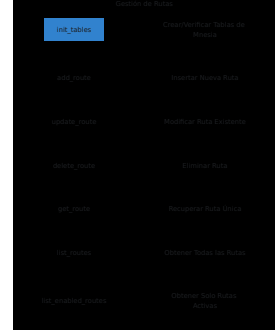 Gestión de Rutas
init_tables
Crear/Verificar Tablas de
Música
add_route
Insertar Nueva Ruta
update_route
Modificar Ruta Existente
delete_route
Eliminar Ruta
get_route
Recuperar Ruta Única
list_routes
Obtener Todas las Rutas
list_enabled_routes
Obtener Solo Rutas
Activas